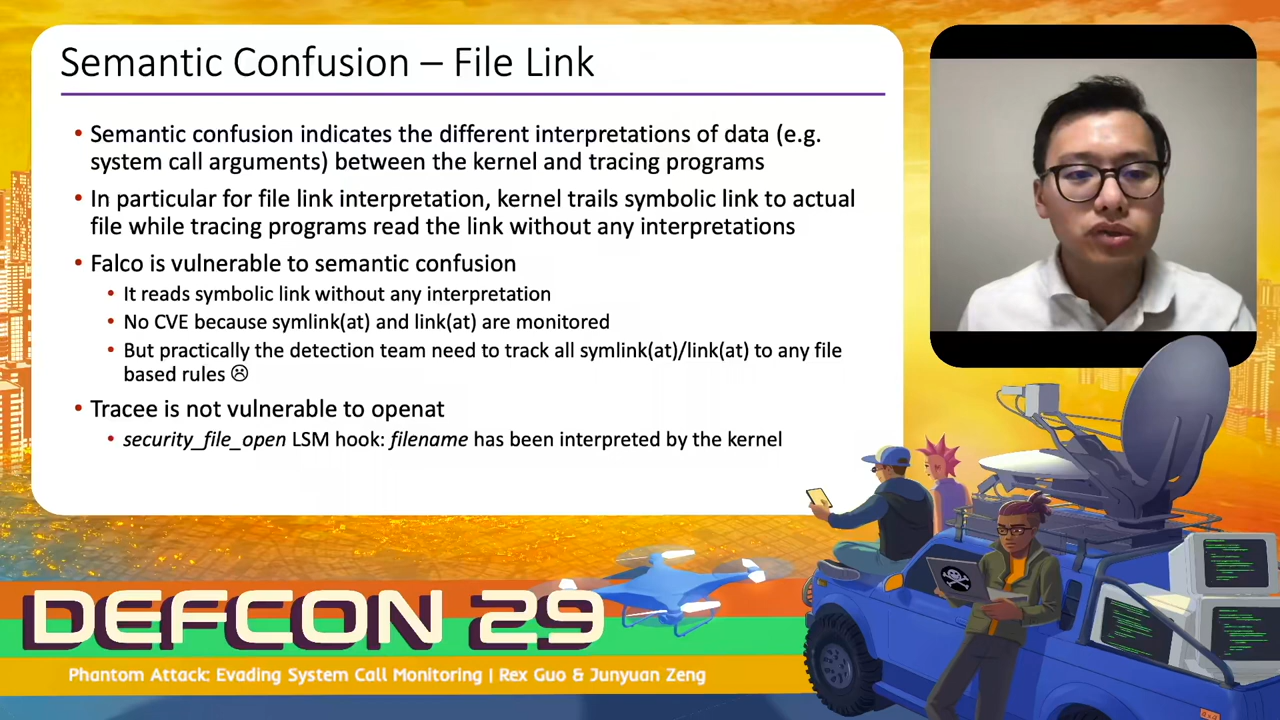 Semantic Confusion – File Link
• Semantic confusion indicates the different interpretations of data (e.g.
system call arguments) between the kernel and tracing programs
• In particular for file link interpretation, kernel trails symbolic link to actual
file while tracing programs read the link without any interpretations
• Falco is vulnerable to semantic confusion
• It reads symbolic link without any interpretation
• No CVE because symlink(at) and link(at) are monitored
• But practically the detection team need to track all symlink(at)/link(at) to any file
based rules ☹
• Tracee is not vulnerable to openat
• security_file_open LSM hook: filename has been interpreted by the kernel
DEFCON 29
Phantom Attack: Evading System Call Monitoring | Rex Guo & Junyuan Zeng